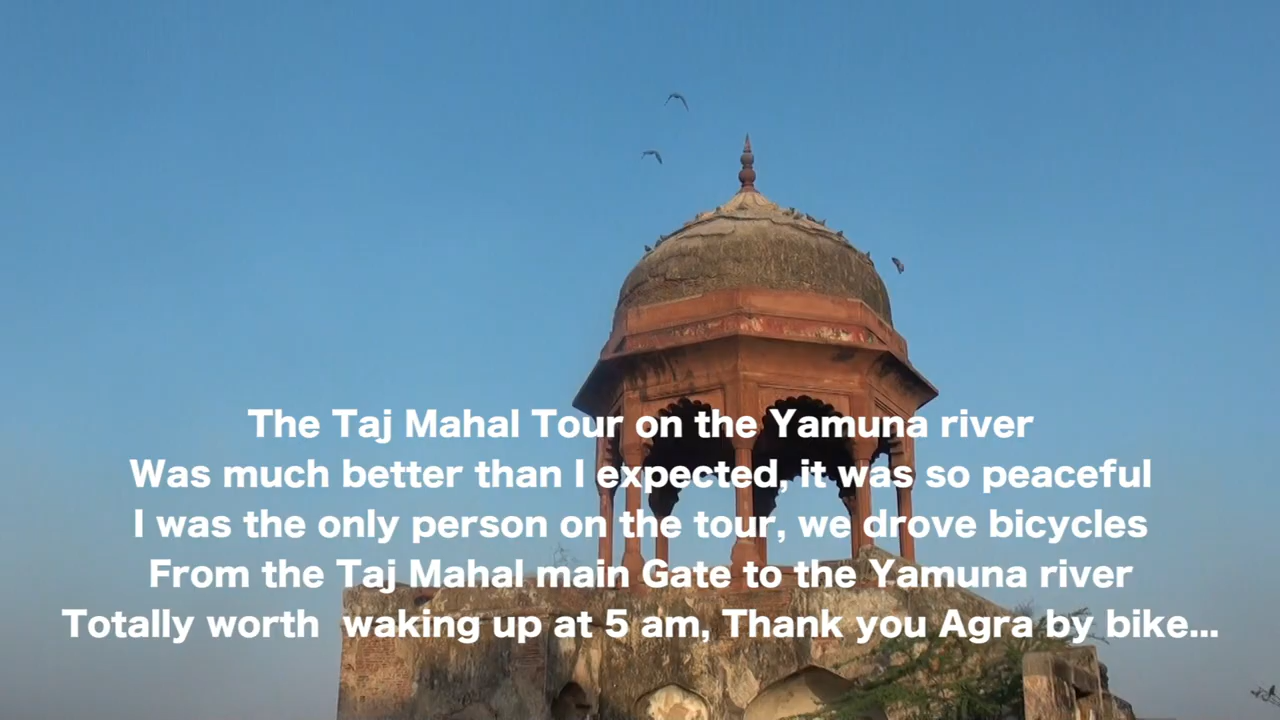 The Taj Mahal Tour on the Yamuna river
Was much better than I expected, it was so peaceful
I was the only person on the tour, we drove bicycles
From the Taj Mahal main Gate to the Yamuna river
Totally worth  waking up at 5 am, Thank you Agra by bike...